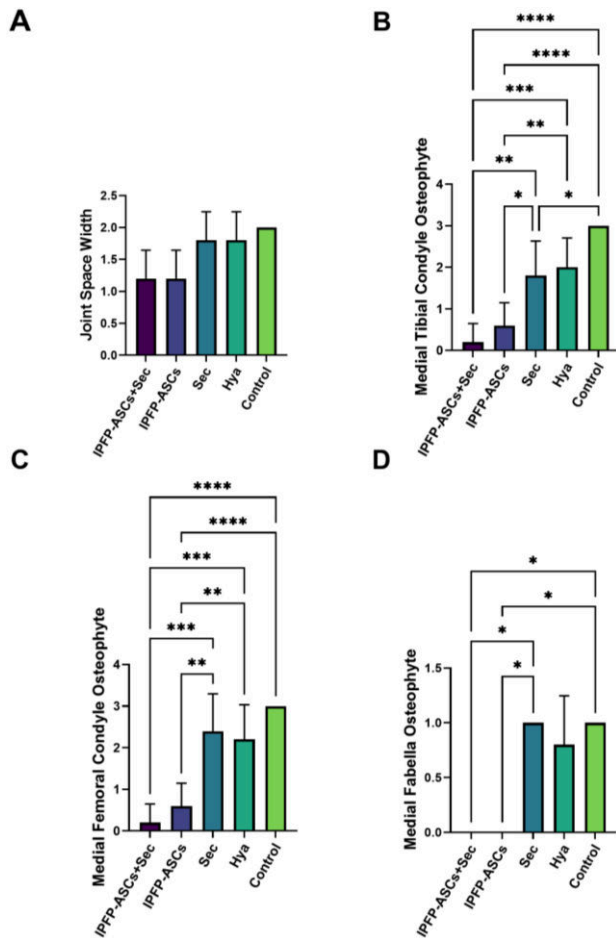 A
Joint Space Width
2.5
2.0
1.5
1.0
0.5
0.0
IPFP-ASCs+Sec
IPFP-ASCs
Sec
Hya
Control
B
****
****
***
**
**
*
*
Medial Tibial Condyle Osteophyte
4
3
2
1
0
IPFP-ASCs+Sec
IPFP-ASCs
Sec
Hya
Control
C
****
****
***
**
***
**
Medial Femoral Condyle Osteophyte
4
3
2
1
0
IPFP-ASCs+Sec
IPFP-ASCs
Sec
Hya
Control
D
*
*
*
*
Medial Fabella Osteophyte
1.5
1.0
0.5
0.0
IPFP-ASCs+Sec
IPFP-ASCs
Sec
Hya
Control